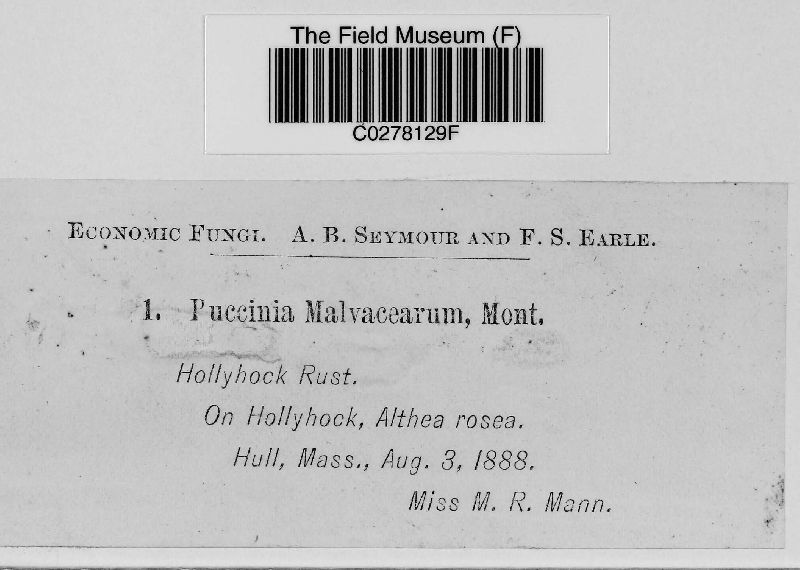 The Field Museum (F)
C0278129F
Economic Fungi. A. B. Seymour and F. S. Earle.
1. Puccinia Malvacearum, Mont.
Hollyhock Rust.
On Hollyhock, Althea rosea.
Hull, Mass., Aug. 3, 1888.
Miss M. R. Mann.